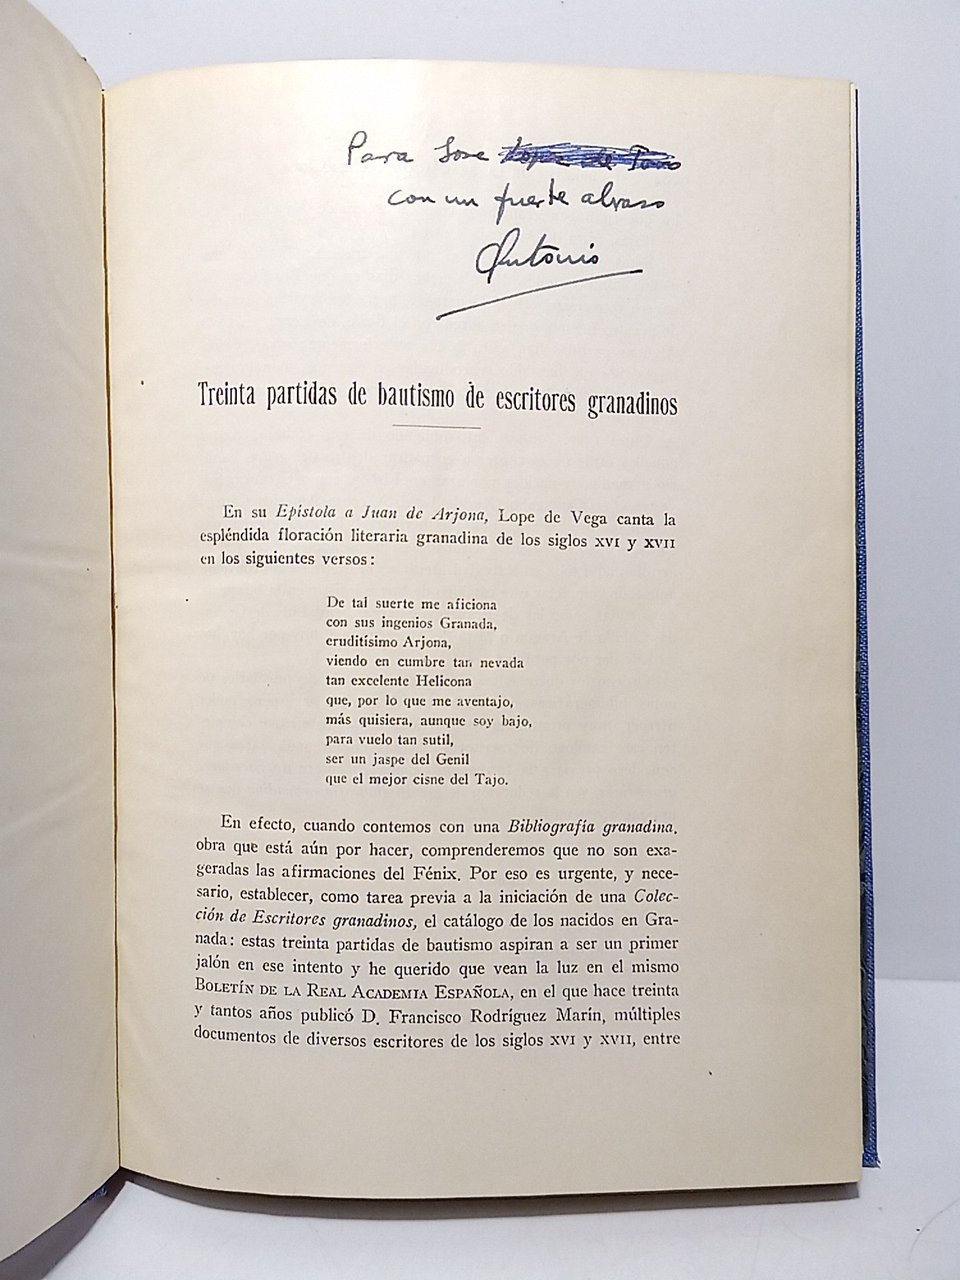 Para Jose Lopez de Toro
con un fuerte abrazo
Antonio
Treinta partidas de bautismo de escritores granadinos
En su Epístola a Juan de Arjona, Lope de Vega canta la
espléndida floración literaria granadina de los siglos XVI y XVII
en los siguientes versos:
De tal suerte me aficiona
con sus ingenios Granada,
eruditísimo Arjona,
viendo en cumbre tan nevada
tan excelente Helicona
que, por lo que me aventajo,
más quisiera, aunque soy bajo,
para vuelo tan sutil,
ser un jaspe del Genil
que el mejor cisne del Tajo.
En efecto, cuando contemos con una Bibliografía granadina,
obra que está aún por hacer, comprenderemos que no son exa-
geradas las afirmaciones del Fénix. Por eso es urgente, y nece-
sario, establecer, como tarea previa a la iniciación de una Colec-
ción de Escritores granadinos, el catálogo de los nacidos en Gra-
nada: estas treinta partidas de bautismo aspiran a ser un primer
jalón en ese intento y he querido que vean la luz en el mismo
BOLETÍN DE LA REAL ACADEMIA ESPAÑOLA, en el que hace treinta
y tantos años publicó D. Francisco Rodríguez Marín, múltiples
documentos de diversos escritores de los siglos XVI y XVII, entre